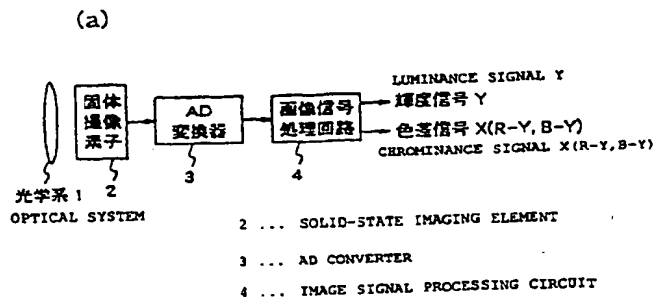 (a)
LUMINANCE SIGNAL Y
輝度信号 Y
色差信号 X(R-Y, B-Y)
CHROMINANCE SIGNAL X(R-Y,B-Y)
固体
撮像
素子
AD
変換器
画像信号
処理回路
光学系 1
OPTICAL SYSTEM
2
3
4
2 ... SOLID-STATE IMAGING ELEMENT
3 ... AD CONVERTER
4 ... IMAGE SIGNAL PROCESSING CIRCUIT